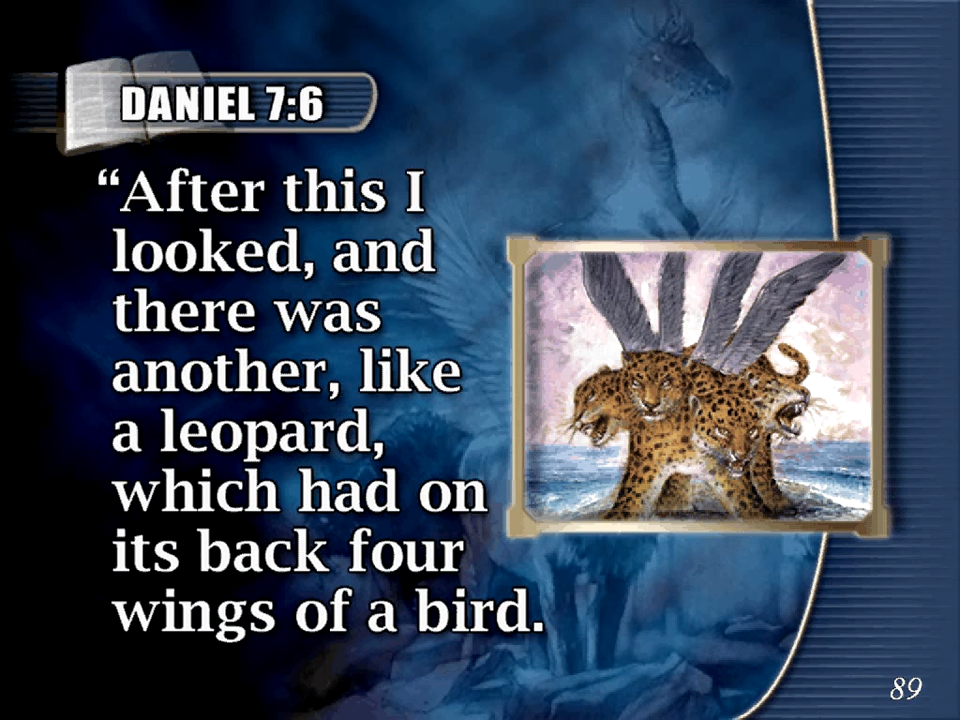 DANIEL 7:6
“After this I
looked, and
there was
another, like
a leopard,
which had on
its back four
wings of a bird.
89